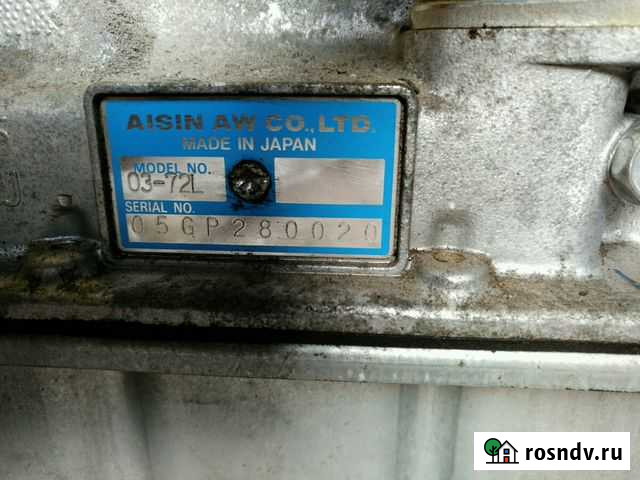 AISIN AW CO., LTD.
MADE IN JAPAN
MODEL NO.
03-72L
SERIAL NO.
05GP280020
rosndv.ru